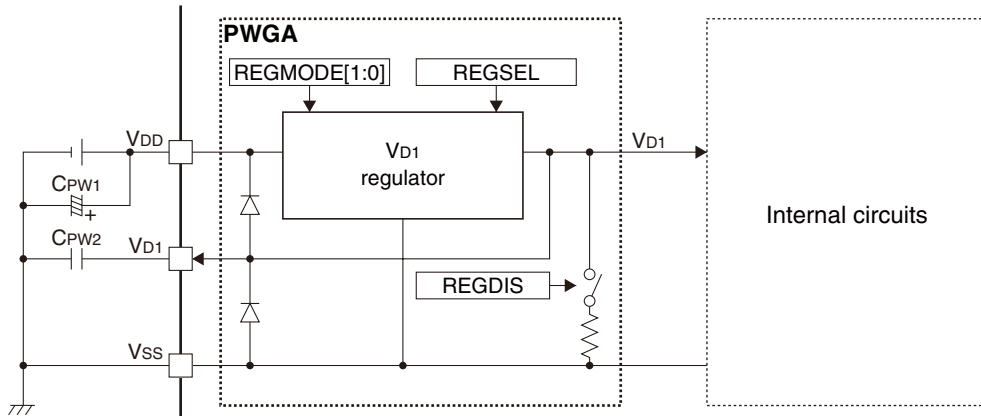 PWGA
REGMODE[1:0]
REGSEL
VDD
VD1
regulator
VD1
CPW1
+
Internal circuits
CPW2
VD1
REGDIS
VSS